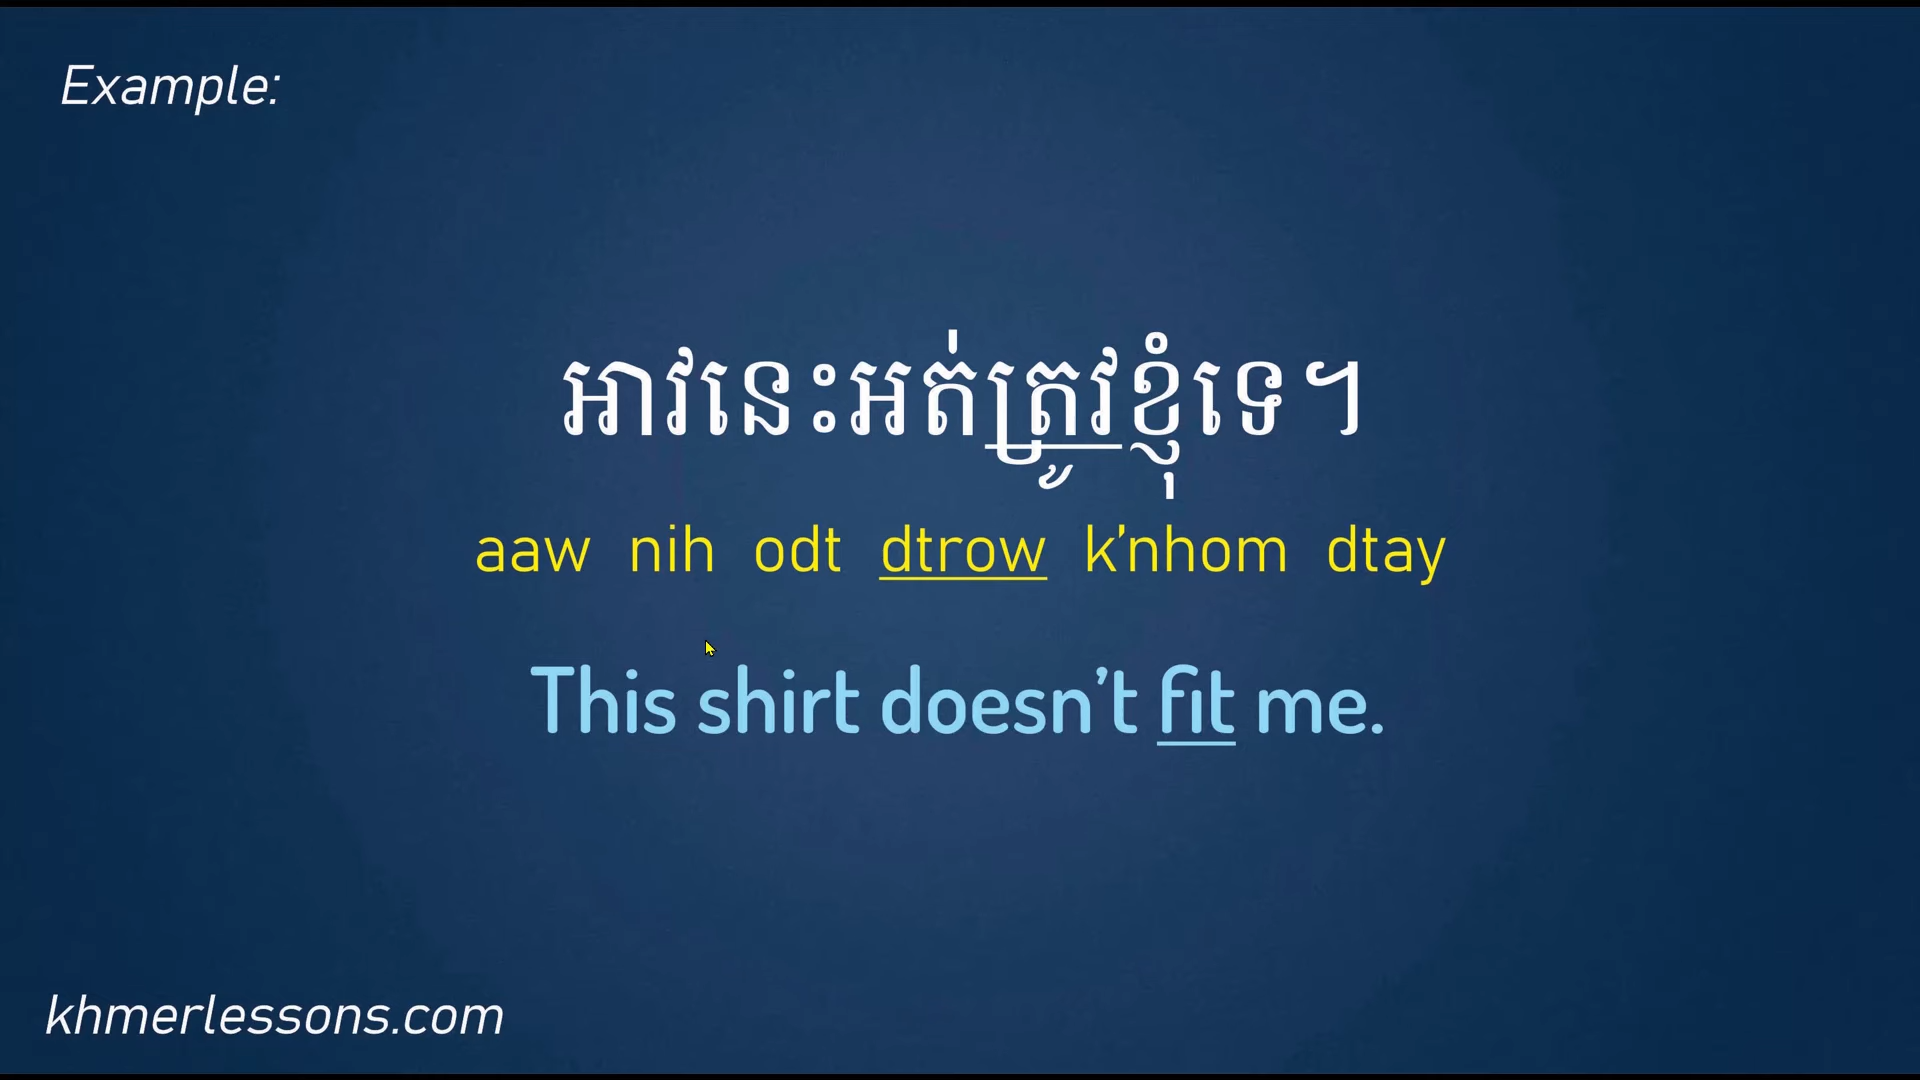 Example:
អាវនេះអត់ត្រូវខ្ញុំទេ។
aaw nih odt dtrow k’nhom dtay
This shirt doesn’t fit me.
khmerlessons.com